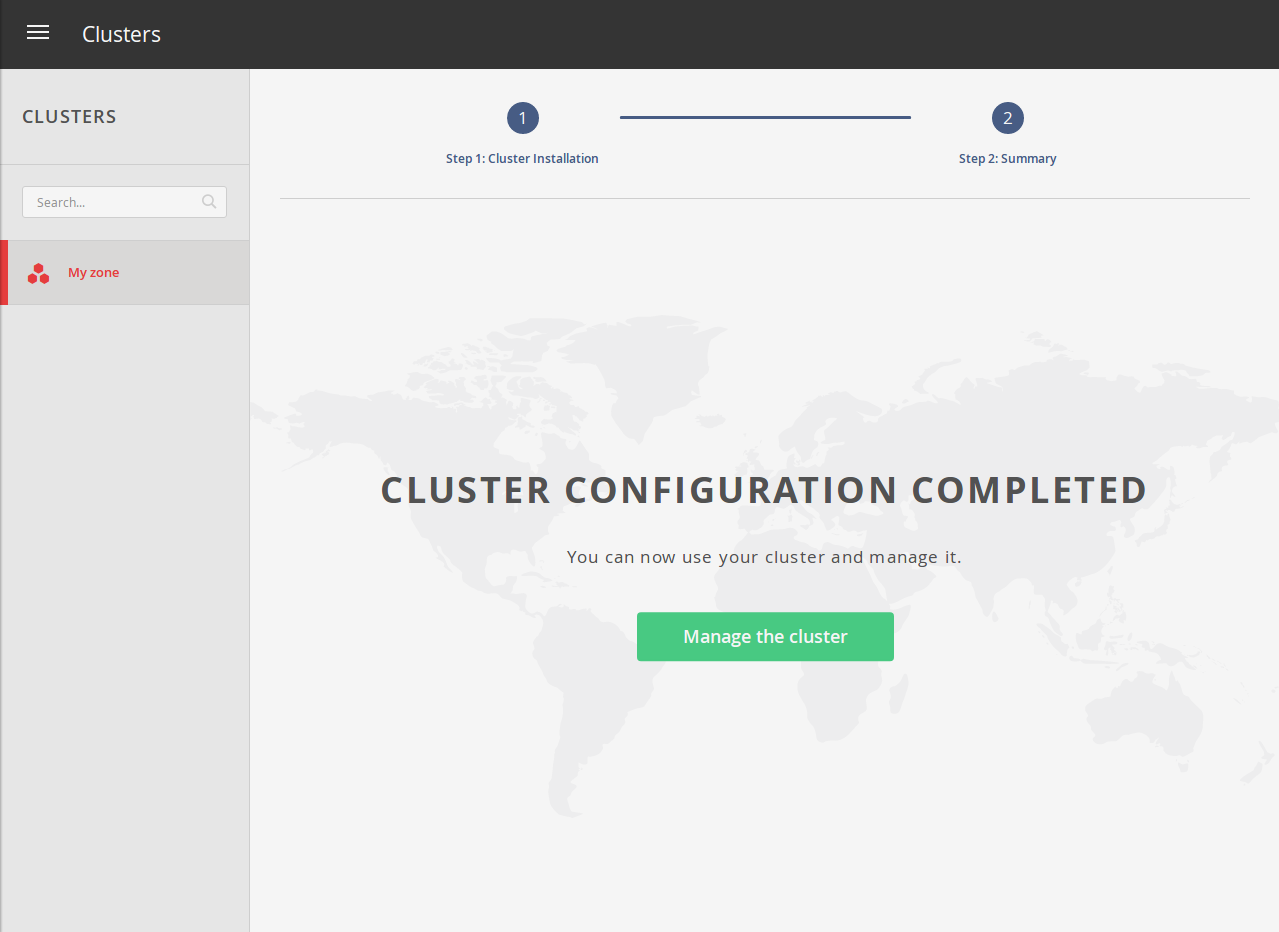 Clusters
CLUSTERS
Search...
My zone
1
2
Step 1: Cluster Installation
Step 2: Summary
CLUSTER CONFIGURATION COMPLETED
You can now use your cluster and manage it.
Manage the cluster